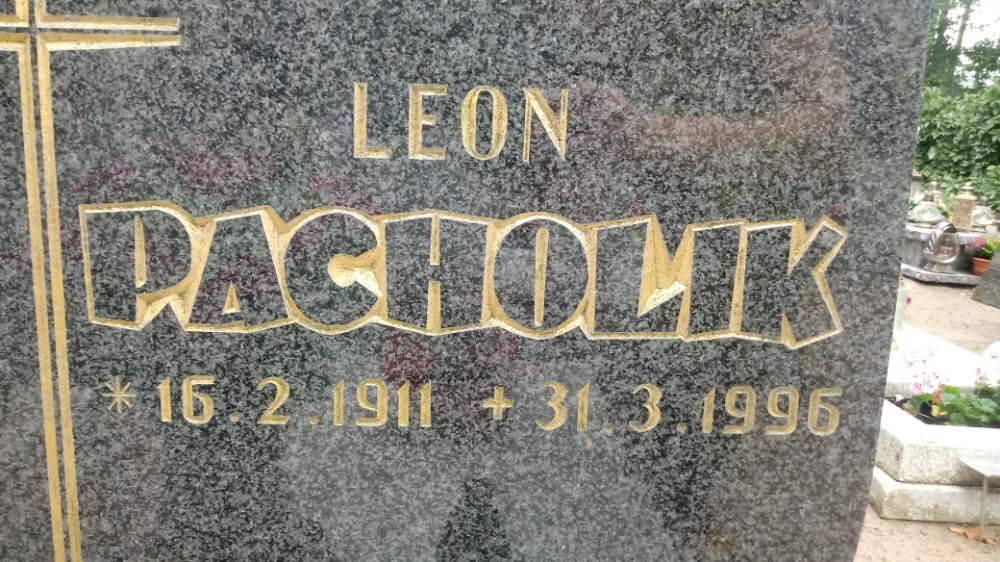 LEON
PACHOLIK
* 16.2.1911 + 31.3.1996